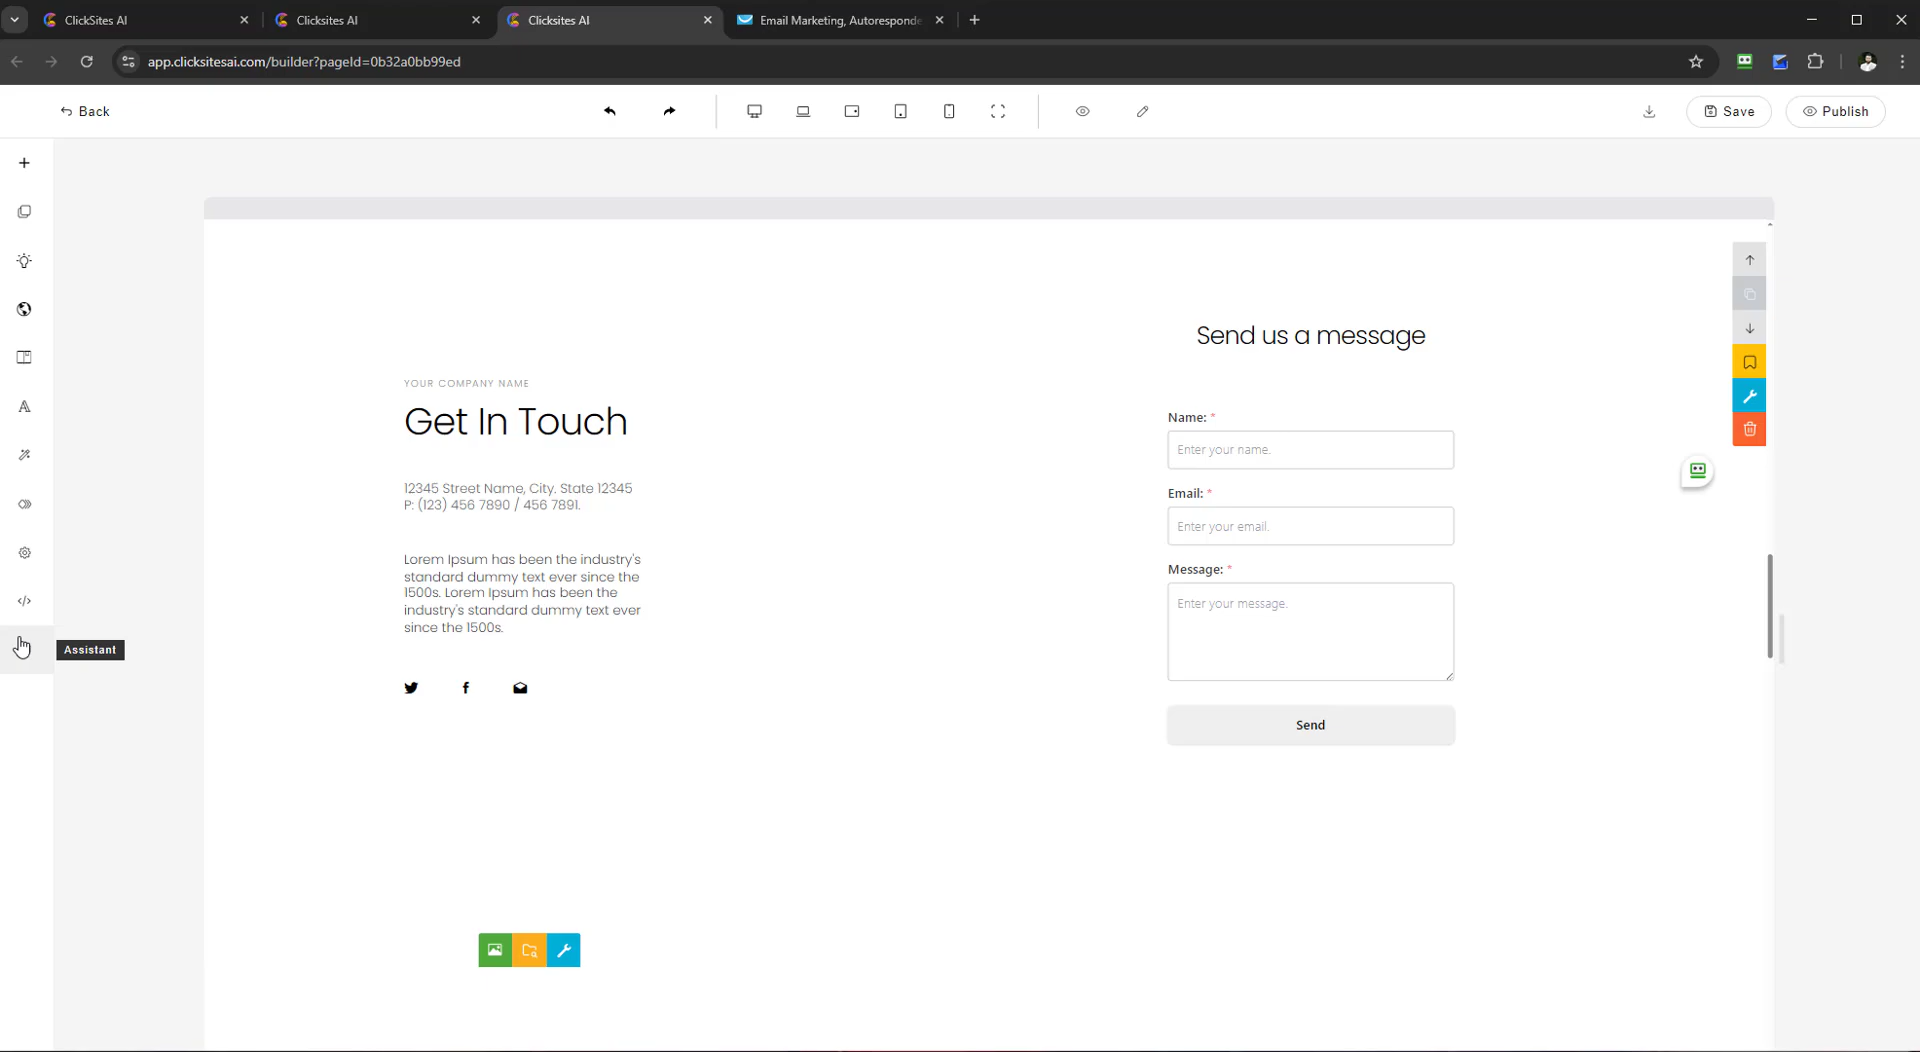 ClickSites AI
Clicksites AI
Clicksites AI
Email Marketing, Autoresponde
app.clicksitesai.com/builder?pageId=0b32a0bb99ed
Back
Save
Publish
Assistant
YOUR COMPANY NAME
Get In Touch
12345 Street Name, City. State 12345
P: (123) 456 7890 / 456 7891.
Lorem Ipsum has been the industry's
standard dummy text ever since the
1500s. Lorem Ipsum has been the
industry's standard dummy text ever
since the 1500s.
Send us a message
Name: *
Enter your name.
Email: *
Enter your email.
Message: *
Enter your message.
Send